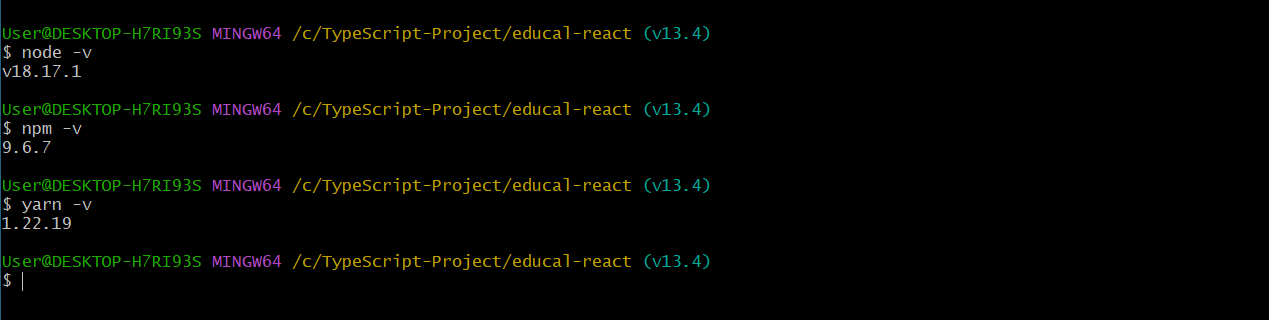 User@DESKTOP-H7RI93S MINGW64 /c/TypeScript-Project/educal-react (v13.4)
$ node -v
v18.17.1
User@DESKTOP-H7RI93S MINGW64 /c/TypeScript-Project/educal-react (v13.4)
$ npm -v
9.6.7
User@DESKTOP-H7RI93S MINGW64 /c/TypeScript-Project/educal-react (v13.4)
$ yarn -v
1.22.19
User@DESKTOP-H7RI93S MINGW64 /c/TypeScript-Project/educal-react (v13.4)
$